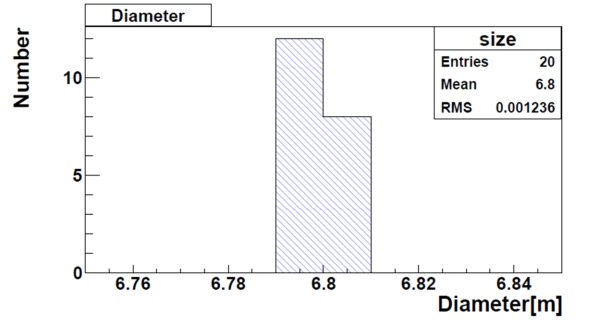 Diameter
size
Entries 20
Mean 6.8
RMS 0.001236
Number
10
5
0
6.76 6.78 6.8 6.82 6.84
Diameter[m]